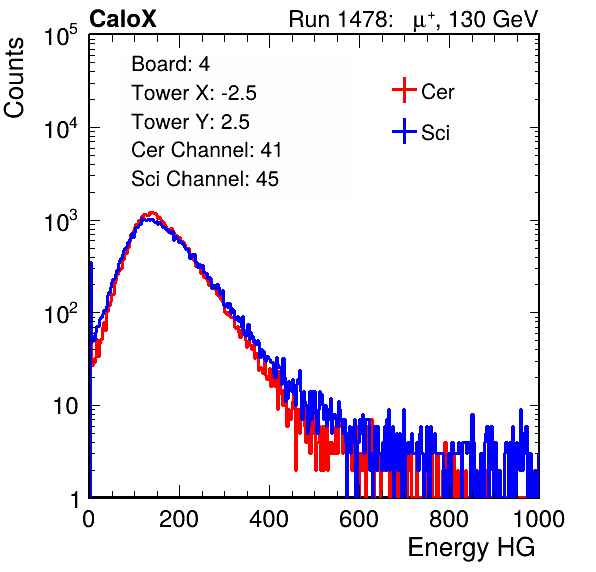 CaloX Run 1478: μ⁺, 130 GeV
Counts
10⁵
10⁴
10³
10²
10
1
Board: 4
Tower X: -2.5
Tower Y: 2.5
Cer Channel: 41
Sci Channel: 45
Cer
Sci
0 200 400 600 800 1000
Energy HG